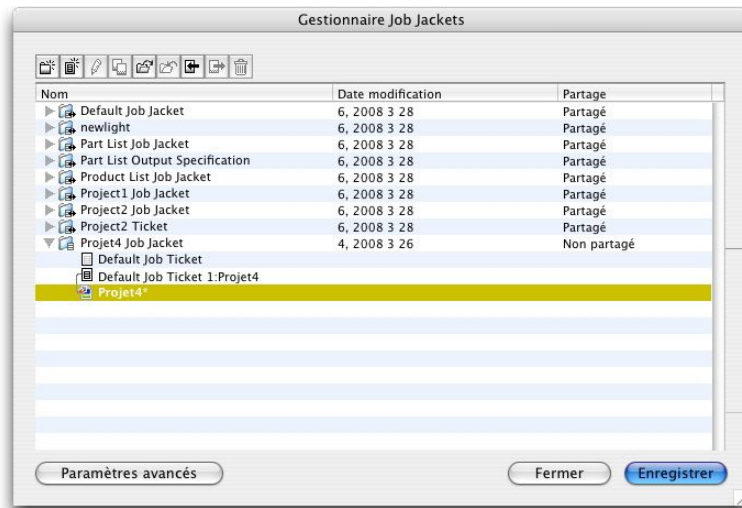 Gestionnaire Job Jackets
Nom Date modification Partage
Default Job Jacket 6, 2008 3 28 Partagé
newlight 6, 2008 3 28 Partagé
Part List Job Jacket 6, 2008 3 28 Partagé
Part List Output Specification 6, 2008 3 28 Partagé
Product List Job Jacket 6, 2008 3 28 Partagé
Project1 Job Jacket 6, 2008 3 28 Partagé
Project2 Job Jacket 6, 2008 3 28 Partagé
Project2 Ticket 6, 2008 3 28 Partagé
Projet4 Job Jacket 4, 2008 3 26 Non partagé
Default Job Ticket
Default Job Ticket 1:Projet4
Projet4*
Paramètres avancés Fermer Enregistrer